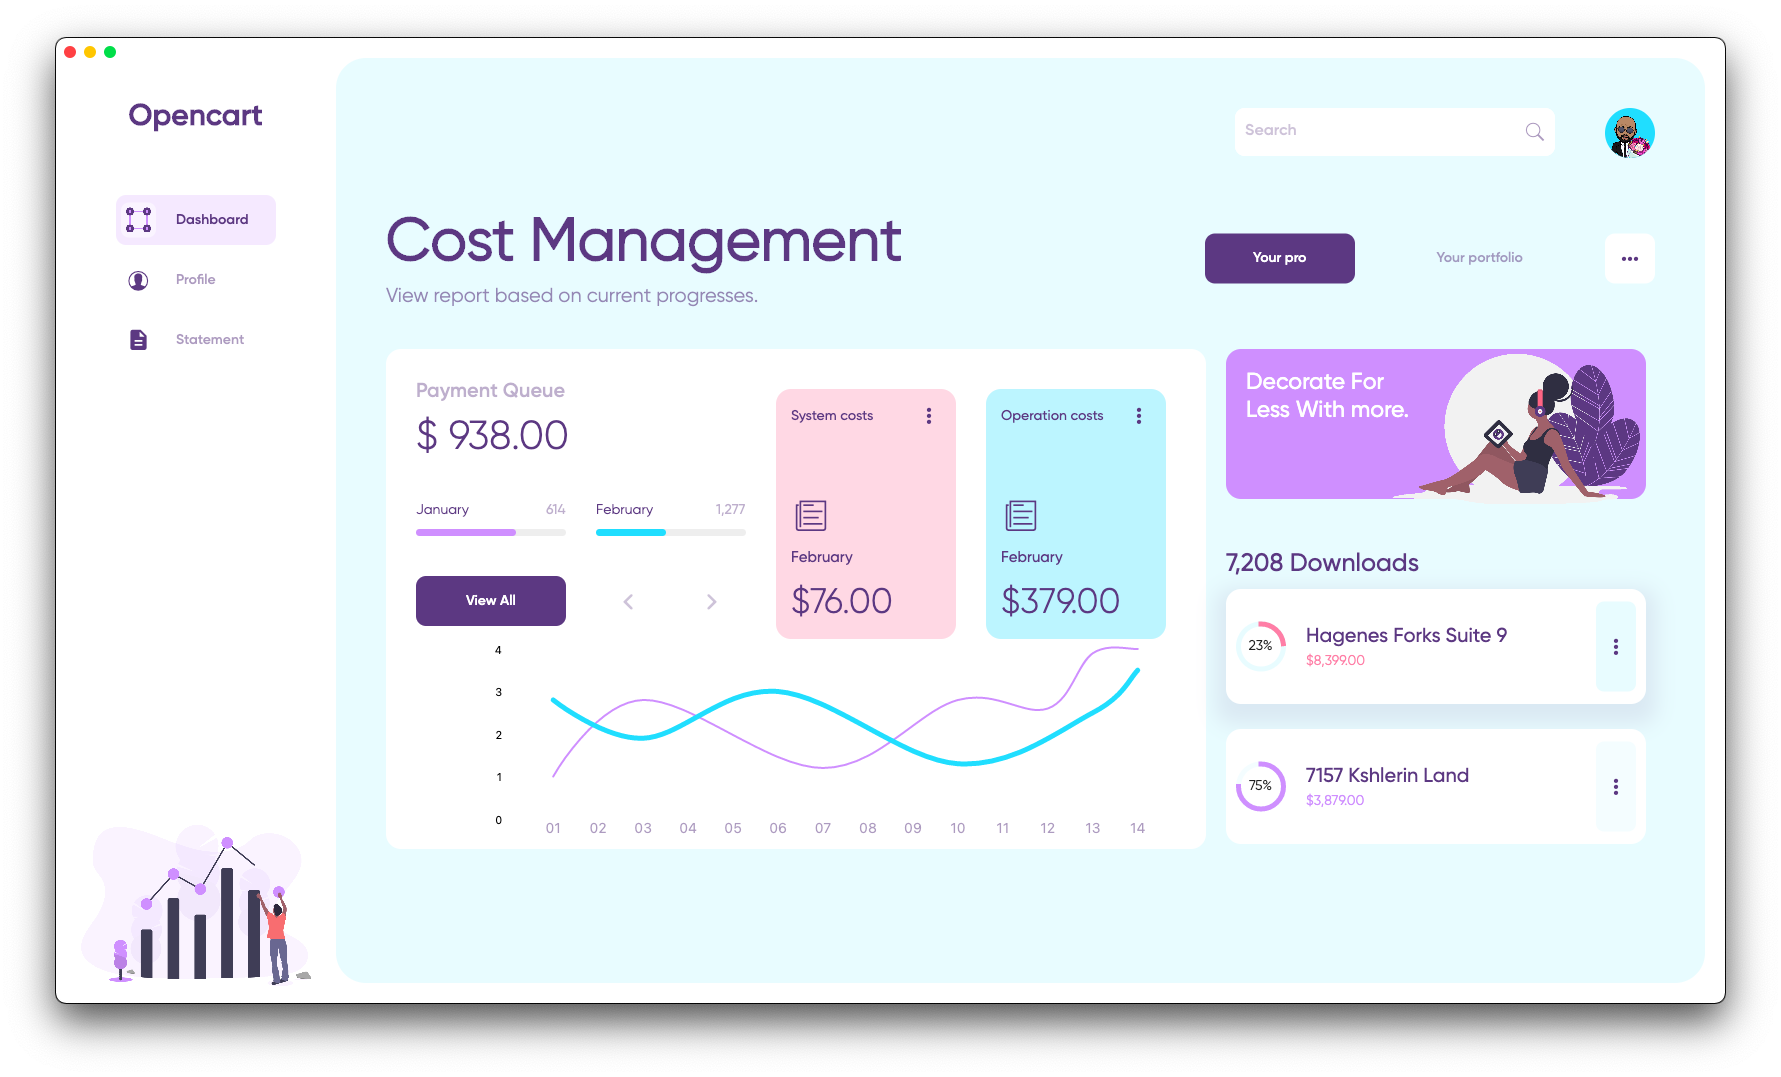 Opencart
Dashboard
Profile
Statement
Search
Cost Management
View report based on current progresses.
Your pro
Your portfolio
Payment Queue
$ 938.00
January 614
February 1,277
View All
System costs
February
$76.00
Operation costs
February
$379.00
4
3
2
1
0
01 02 03 04 05 06 07 08 09 10 11 12 13 14
Decorate For
Less With more.
7,208 Downloads
23%
Hagenes Forks Suite 9
$8,399.00
75%
7157 Kshlerin Land
$3,879.00